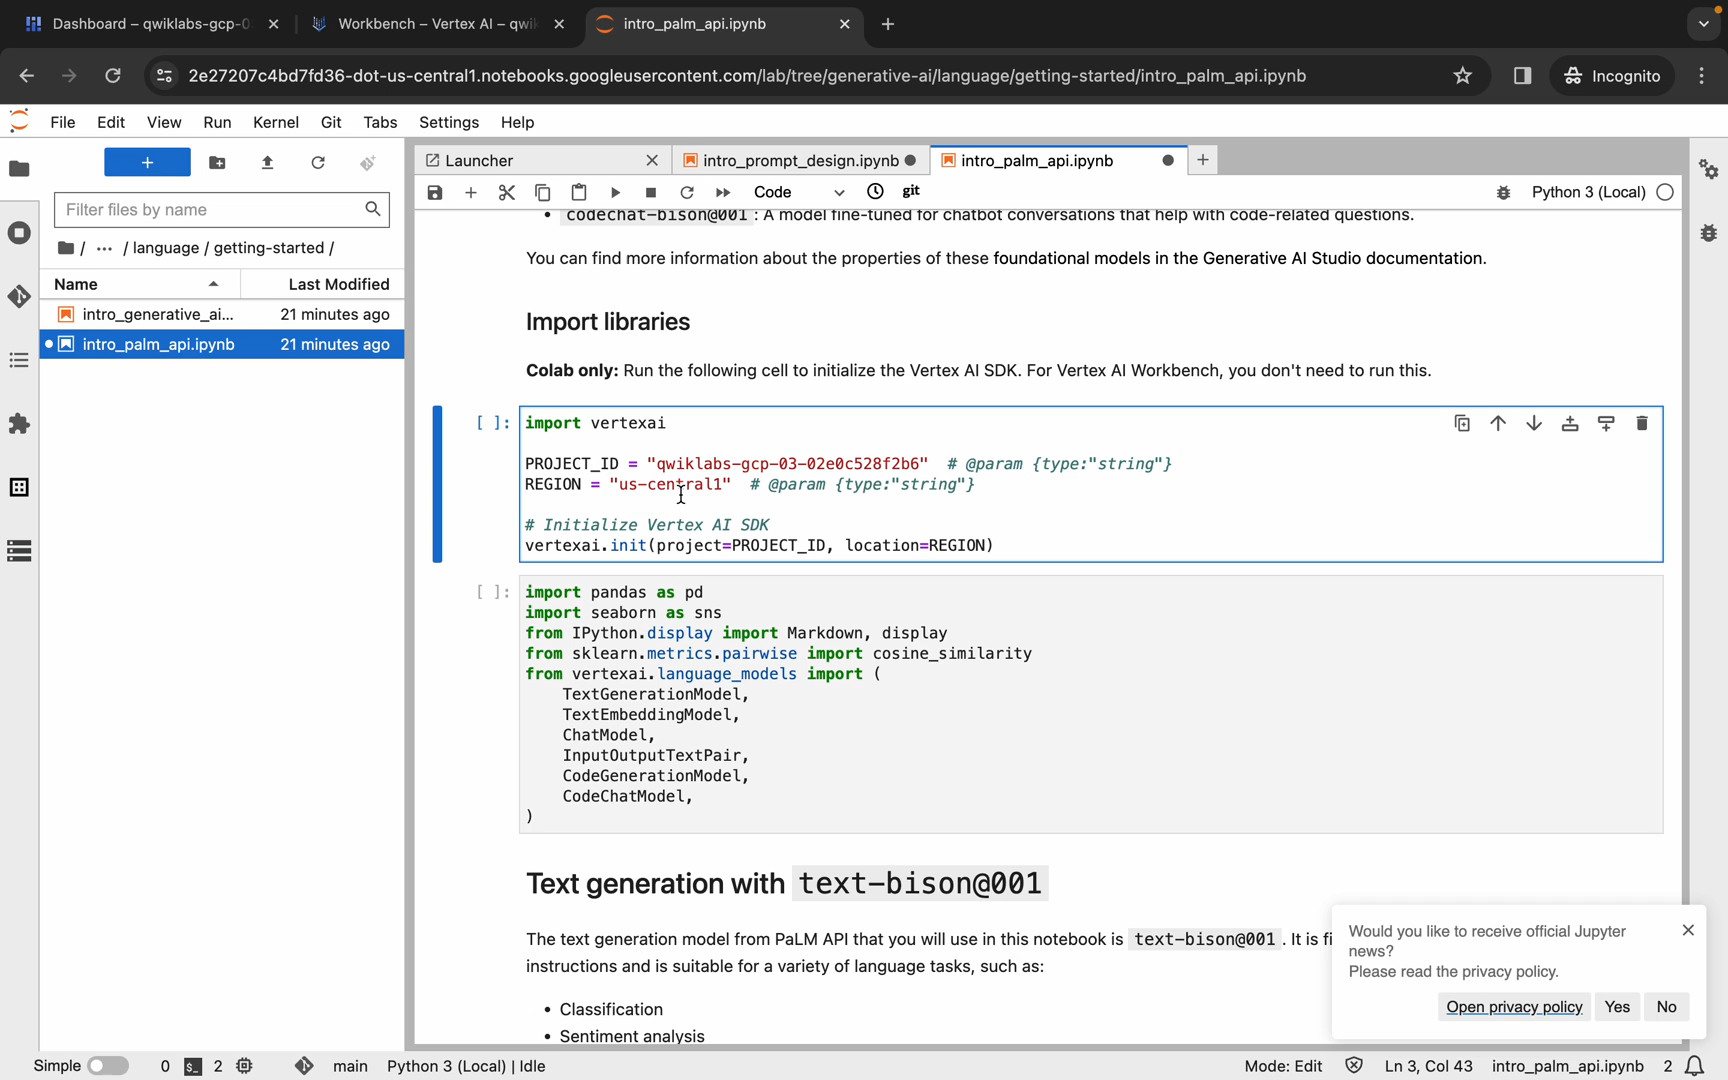 Dashboard – qwiklabs-gcp-0
Workbench – Vertex AI – qwi
intro_palm_api.ipynb
2e27207c4bd7fd36-dot-us-central1.notebooks.googleusercontent.com/lab/tree/generative-ai/language/getting-started/intro_palm_api.ipynb
Incognito
File Edit View Run Kernel Git Tabs Settings Help
Launcher
intro_prompt_design.ipynb
intro_palm_api.ipynb
Code
git
Python 3 (Local)
Filter files by name
/ ··· / language / getting-started /
Name Last Modified
intro_generative_ai... 21 minutes ago
intro_palm_api.ipynb 21 minutes ago
• codechat-bison@001 : A model fine-tuned for chatbot conversations that help with code-related questions.
You can find more information about the properties of these foundational models in the Generative AI Studio documentation.
Import libraries
Colab only: Run the following cell to initialize the Vertex AI SDK. For Vertex AI Workbench, you don't need to run this.
[ ]: import vertexai
PROJECT_ID = "qwiklabs-gcp-03-02e0c528f2b6" # @param {type:"string"}
REGION = "us-central1" # @param {type:"string"}
# Initialize Vertex AI SDK
vertexai.init(project=PROJECT_ID, location=REGION)
[ ]: import pandas as pd
import seaborn as sns
from IPython.display import Markdown, display
from sklearn.metrics.pairwise import cosine_similarity
from vertexai.language_models import (
TextGenerationModel,
TextEmbeddingModel,
ChatModel,
InputOutputTextPair,
CodeGenerationModel,
CodeChatModel,
)
Text generation with text-bison@001
The text generation model from PaLM API that you will use in this notebook is text-bison@001 . It is fi
instructions and is suitable for a variety of language tasks, such as:
• Classification
• Sentiment analysis
Would you like to receive official Jupyter
news?
Please read the privacy policy.
Open privacy policy Yes No
Simple 0 2 main Python 3 (Local) | Idle
Mode: Edit Ln 3, Col 43 intro_palm_api.ipynb 2